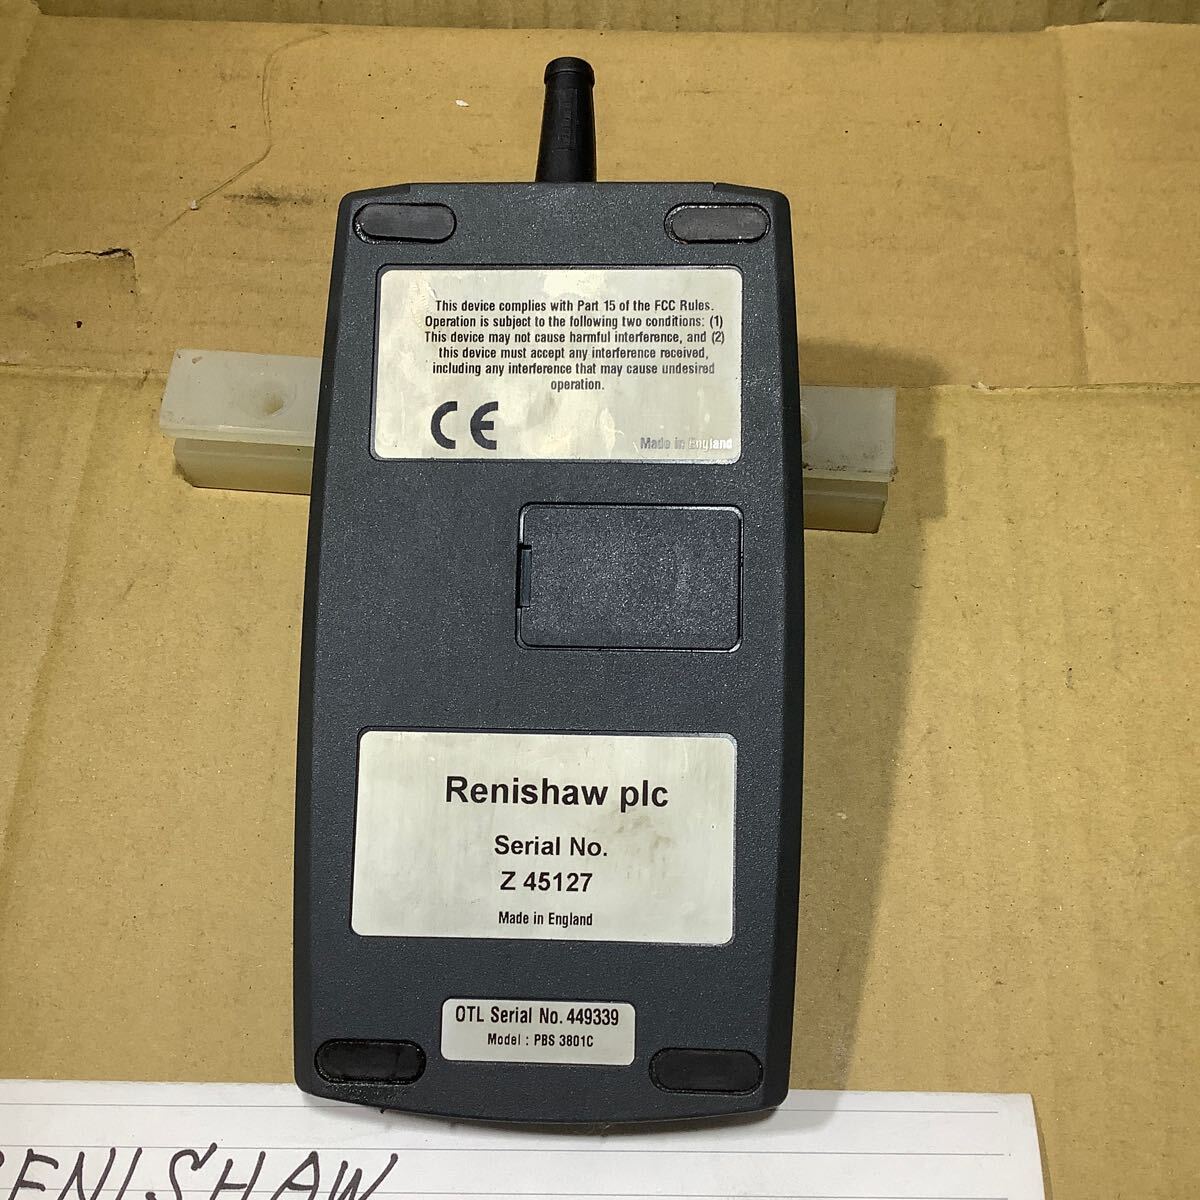 This device complies with Part 15 of the FCC Rules.
Operation is subject to the following two conditions: (1)
This device may not cause harmful interference, and (2)
this device must accept any interference received,
including any interference that may cause undesired
operation.
CE
Made in England
Renishaw plc
Serial No.
Z 45127
Made in England
OTL Serial No. 449339
Model : PBS 3801C
RENISHAW